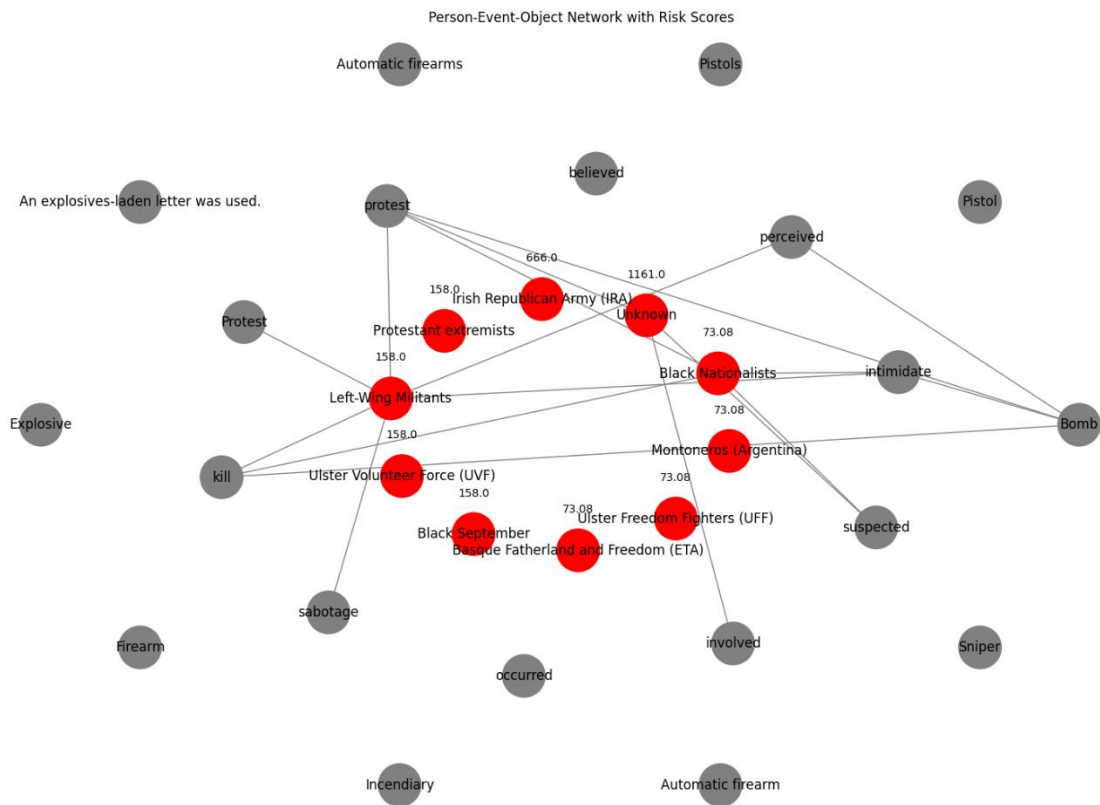 Person-Event-Object Network with Risk Scores
Automatic firearms
Pistols
believed
An explosives-laden letter was used.
Pistol
protest
perceived
666.0
1161.0
158.0
Irish Republican Army (IRA)
Unknown
Protest
Protestant extremists
73.08
158.0
Black Nationalists
intimidate
Left-Wing Militants
73.08
Explosive
Bomb
158.0
Montoneros (Argentina)
kill
Ulster Volunteer Force (UVF)
73.08
158.0
73.08
Ulster Freedom Fighters (UFF)
suspected
Black September
Basque Fatherland and Freedom (ETA)
sabotage
involved
Firearm
Sniper
occurred
Incendiary
Automatic firearm